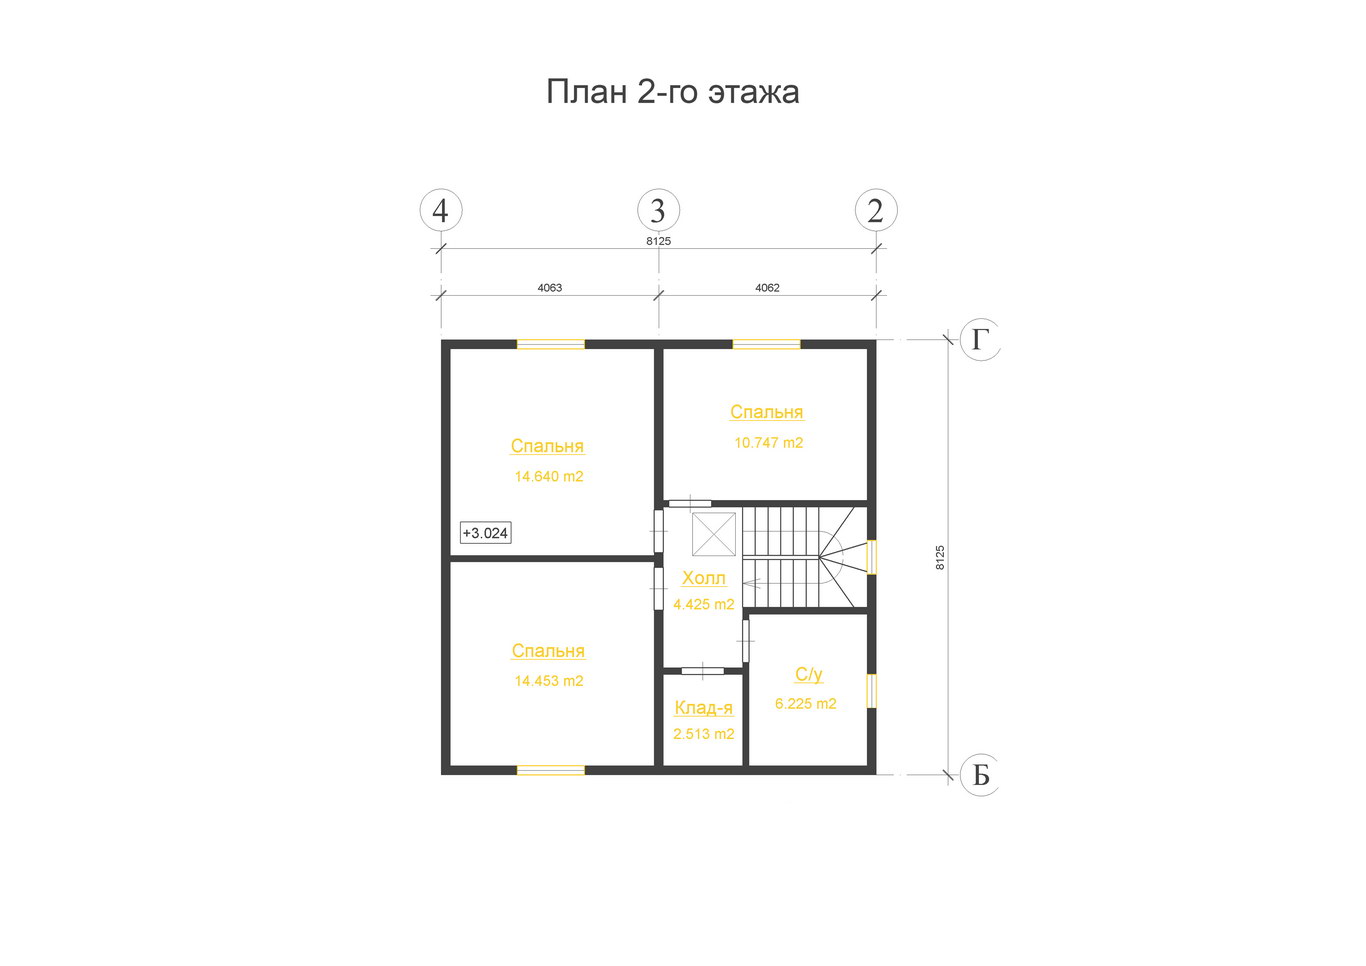 План 2-го этажа
4 3 2
8125
4063 4062
Г
Спальня
10.747 m2
Спальня
14.640 m2
+3.024
8125
Холл
4.425 m2
Спальня
14.453 m2
С/у
6.225 m2
Клад-я
2.513 m2
Б